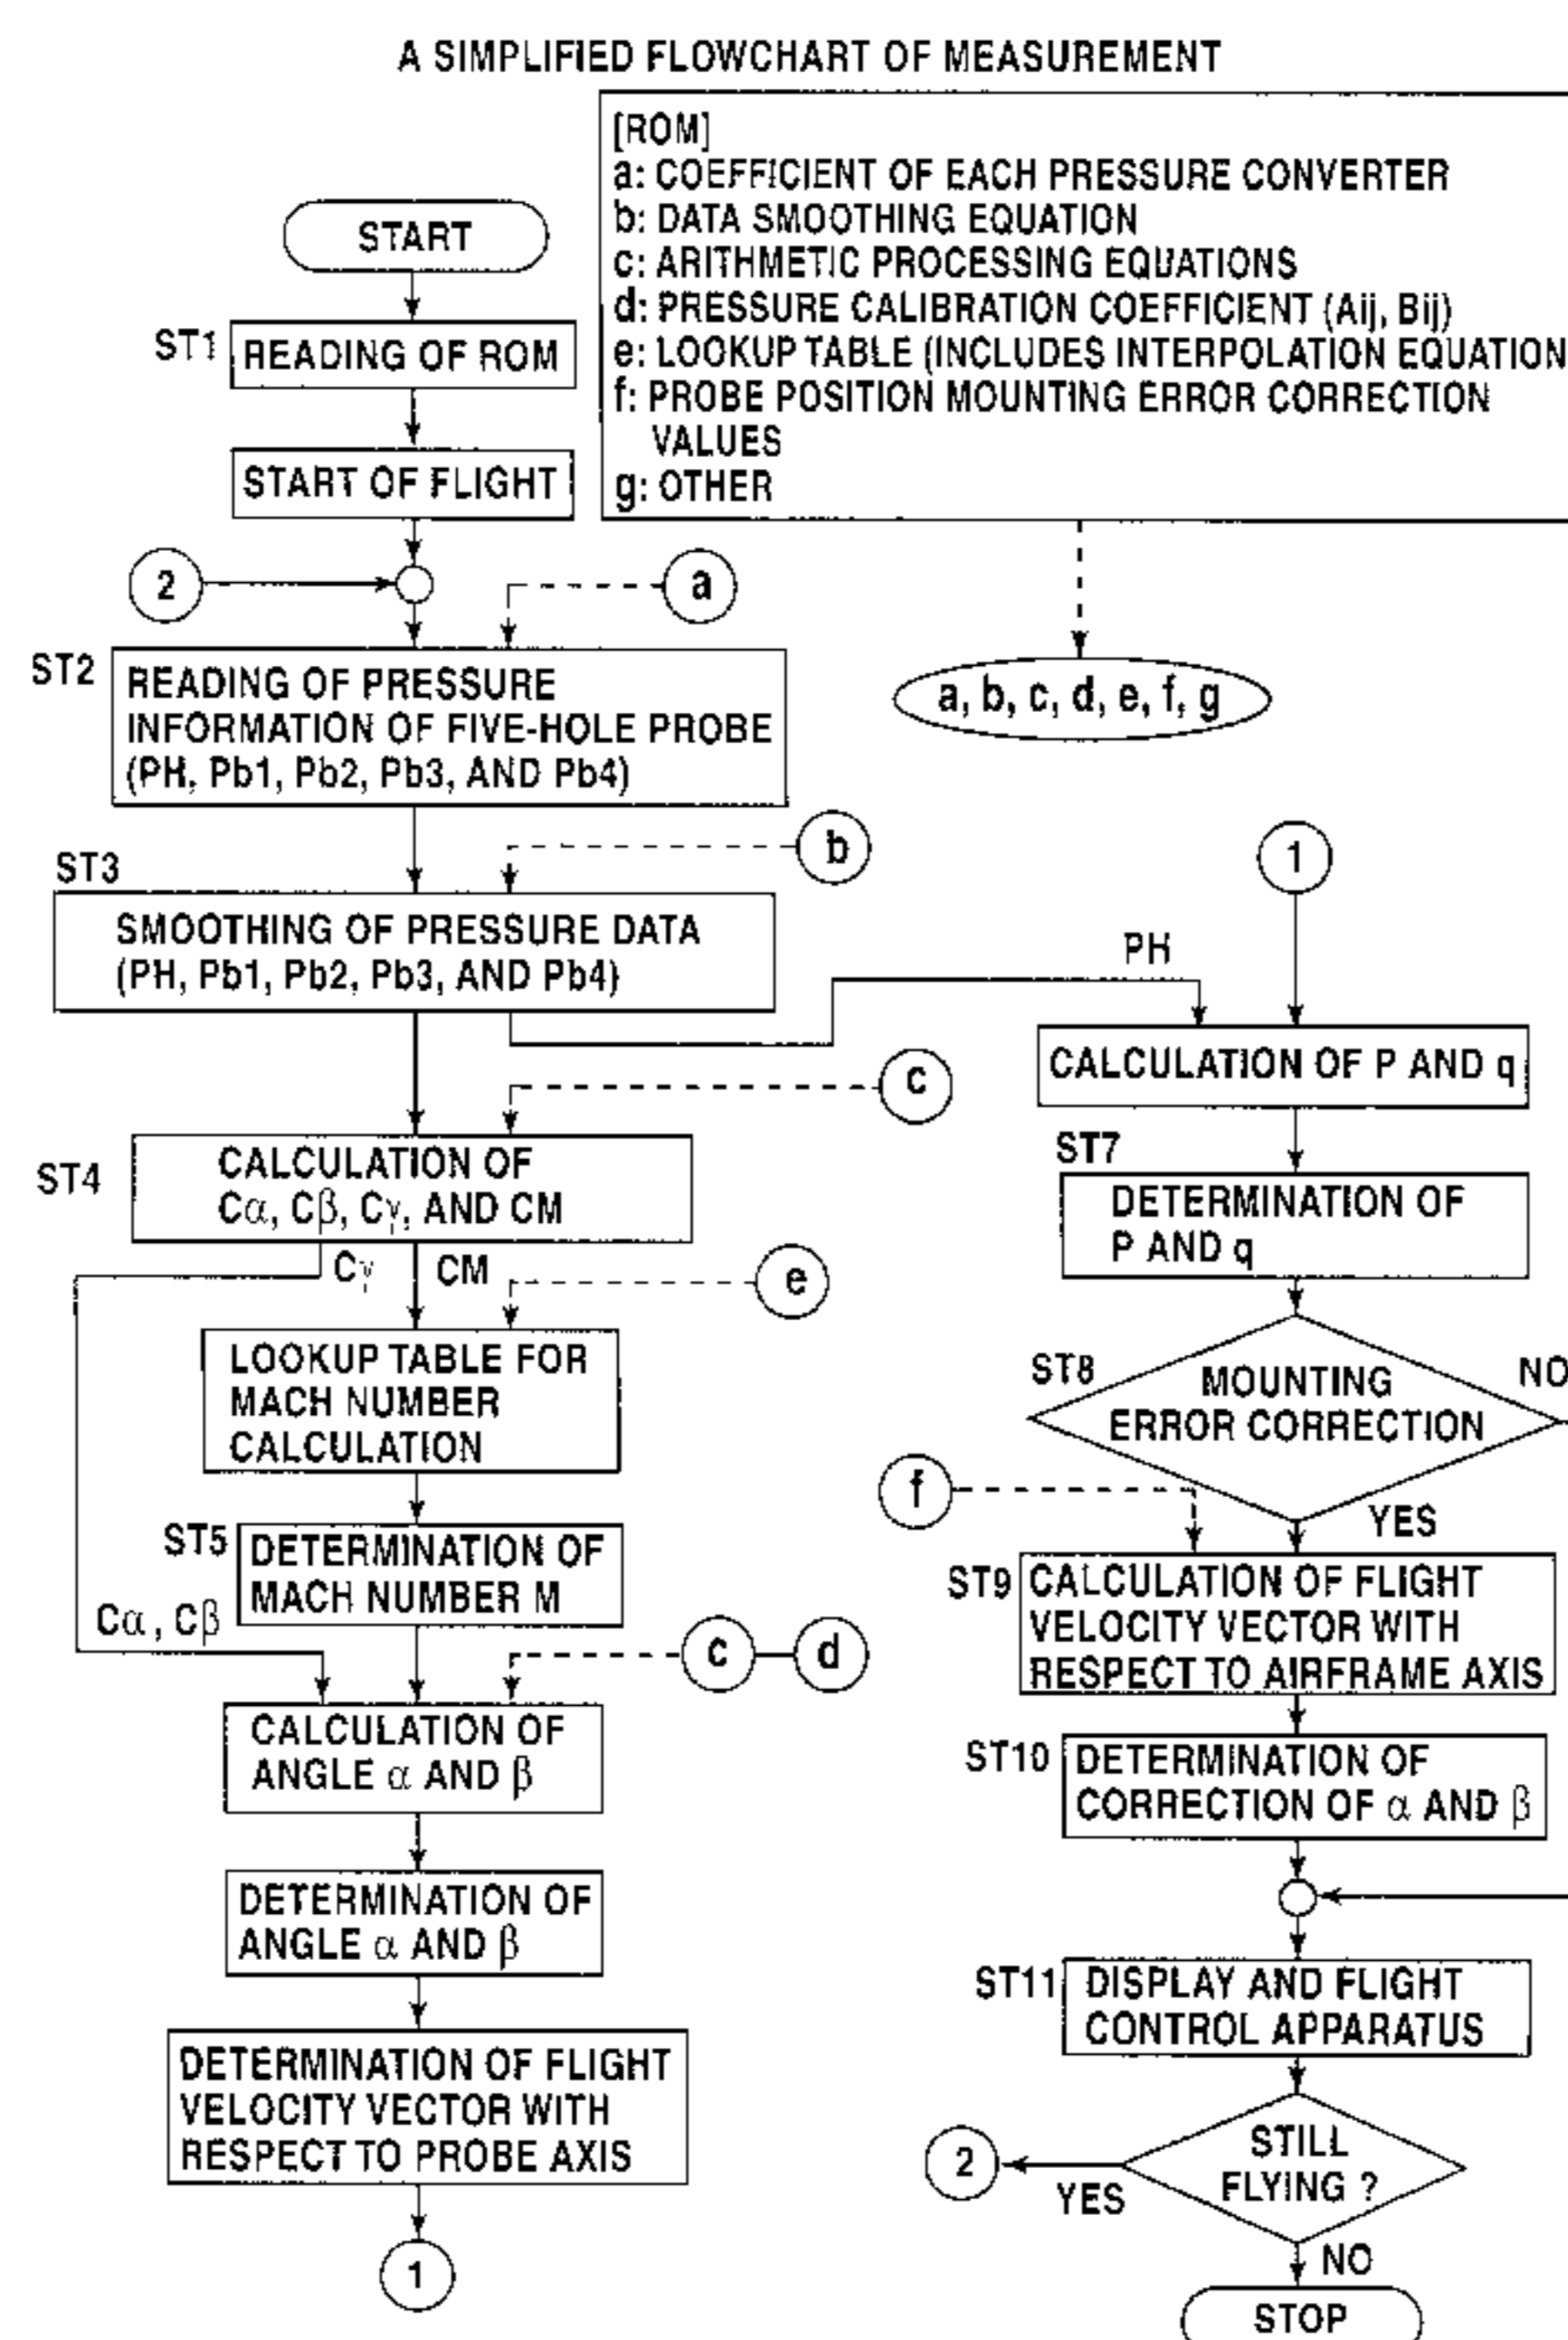 A SIMPLIFIED FLOWCHART OF MEASUREMENT
[ROM]
a: COEFFICIENT OF EACH PRESSURE CONVERTER
b: DATA SMOOTHING EQUATION
c: ARITHMETIC PROCESSING EQUATIONS
d: PRESSURE CALIBRATION COEFFICIENT (Aij, Bij)
e: LOOKUP TABLE (INCLUDES INTERPOLATION EQUATION
f: PROBE POSITION MOUNTING ERROR CORRECTION
VALUES
g: OTHER
a, b, c, d, e, f, g
START
ST1
READING OF ROM
START OF FLIGHT
2
a
ST2
READING OF PRESSURE
INFORMATION OF FIVE-HOLE PROBE
(PH, Pb1, Pb2, Pb3, AND Pb4)
b
ST3
SMOOTHING OF PRESSURE DATA
(PH, Pb1, Pb2, Pb3, AND Pb4)
c
ST4
CALCULATION OF
Cα, Cβ, Cγ, AND CM
Cγ
CM
e
LOOKUP TABLE FOR
MACH NUMBER
CALCULATION
ST5
DETERMINATION OF
MACH NUMBER M
Cα, Cβ
c
d
CALCULATION OF
ANGLE α AND β
DETERMINATION OF
ANGLE α AND β
DETERMINATION OF FLIGHT
VELOCITY VECTOR WITH
RESPECT TO PROBE AXIS
1
1
PH
CALCULATION OF P AND q
ST7
DETERMINATION OF
P AND q
ST8
MOUNTING
ERROR CORRECTION
NO
f
YES
ST9
CALCULATION OF FLIGHT
VELOCITY VECTOR WITH
RESPECT TO AIRFRAME AXIS
ST10
DETERMINATION OF
CORRECTION OF α AND β
ST11
DISPLAY AND FLIGHT
CONTROL APPARATUS
STILL
FLYING ?
2
YES
NO
STOP